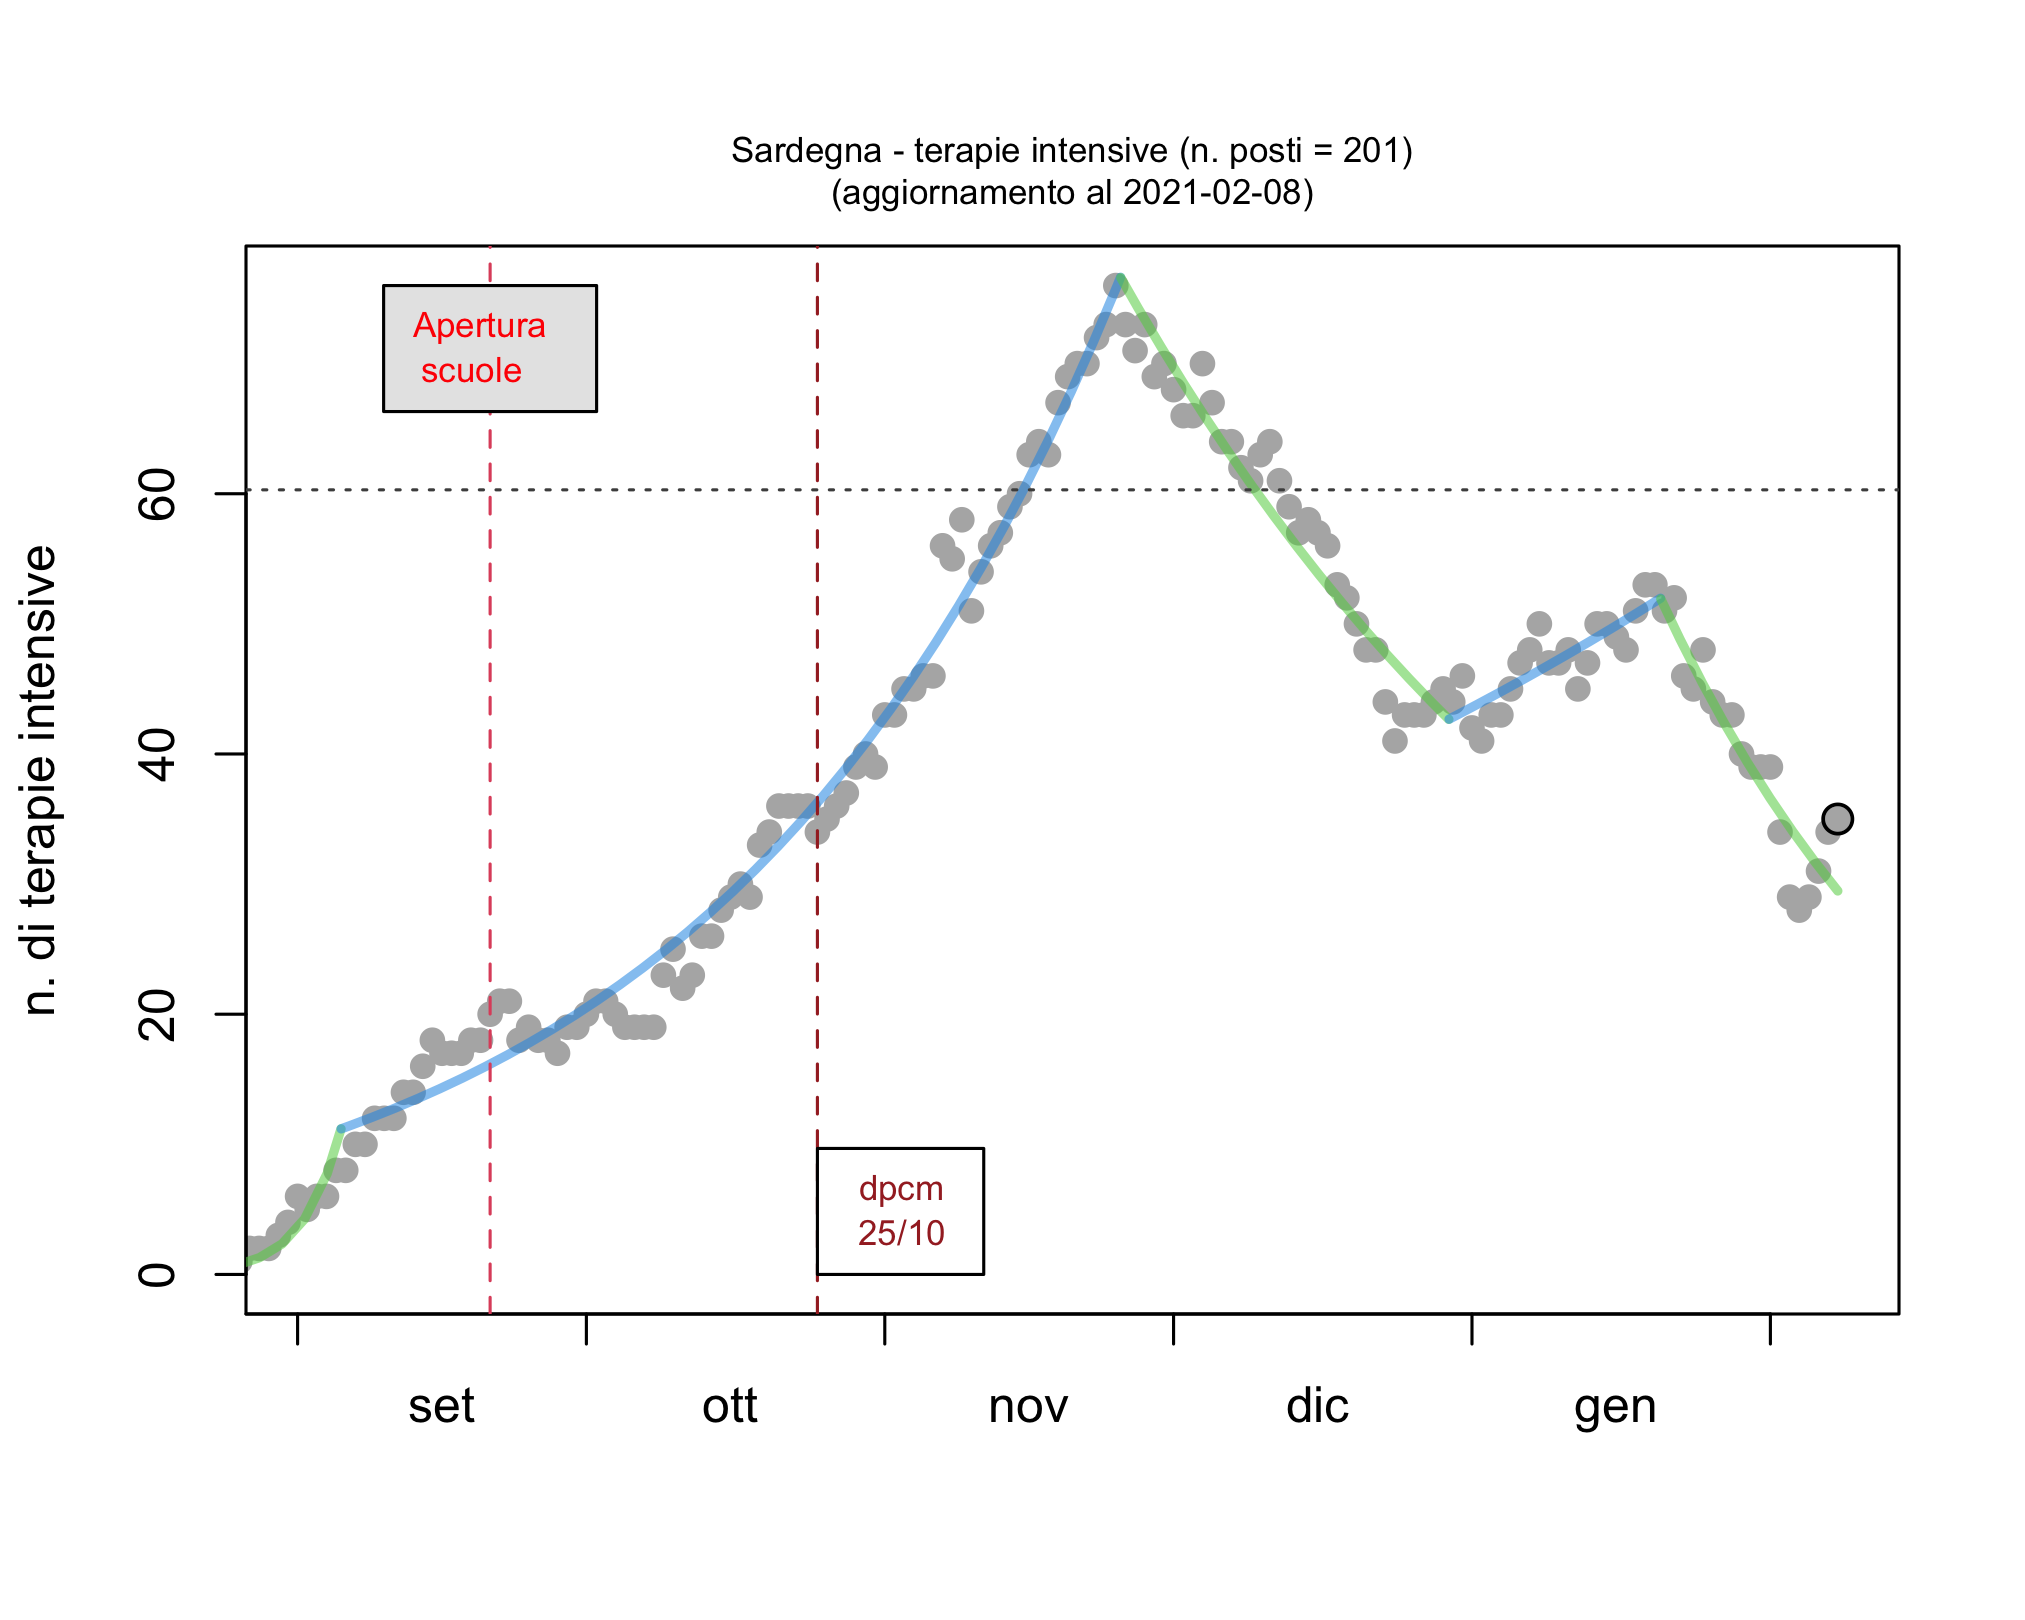 Sardegna - terapie intensive (n. posti = 201)
(aggiornamento al 2021-02-08)
Apertura
scuole
n. di terapie intensive
60
40
20
0
dpcm
25/10
set ott nov dic gen